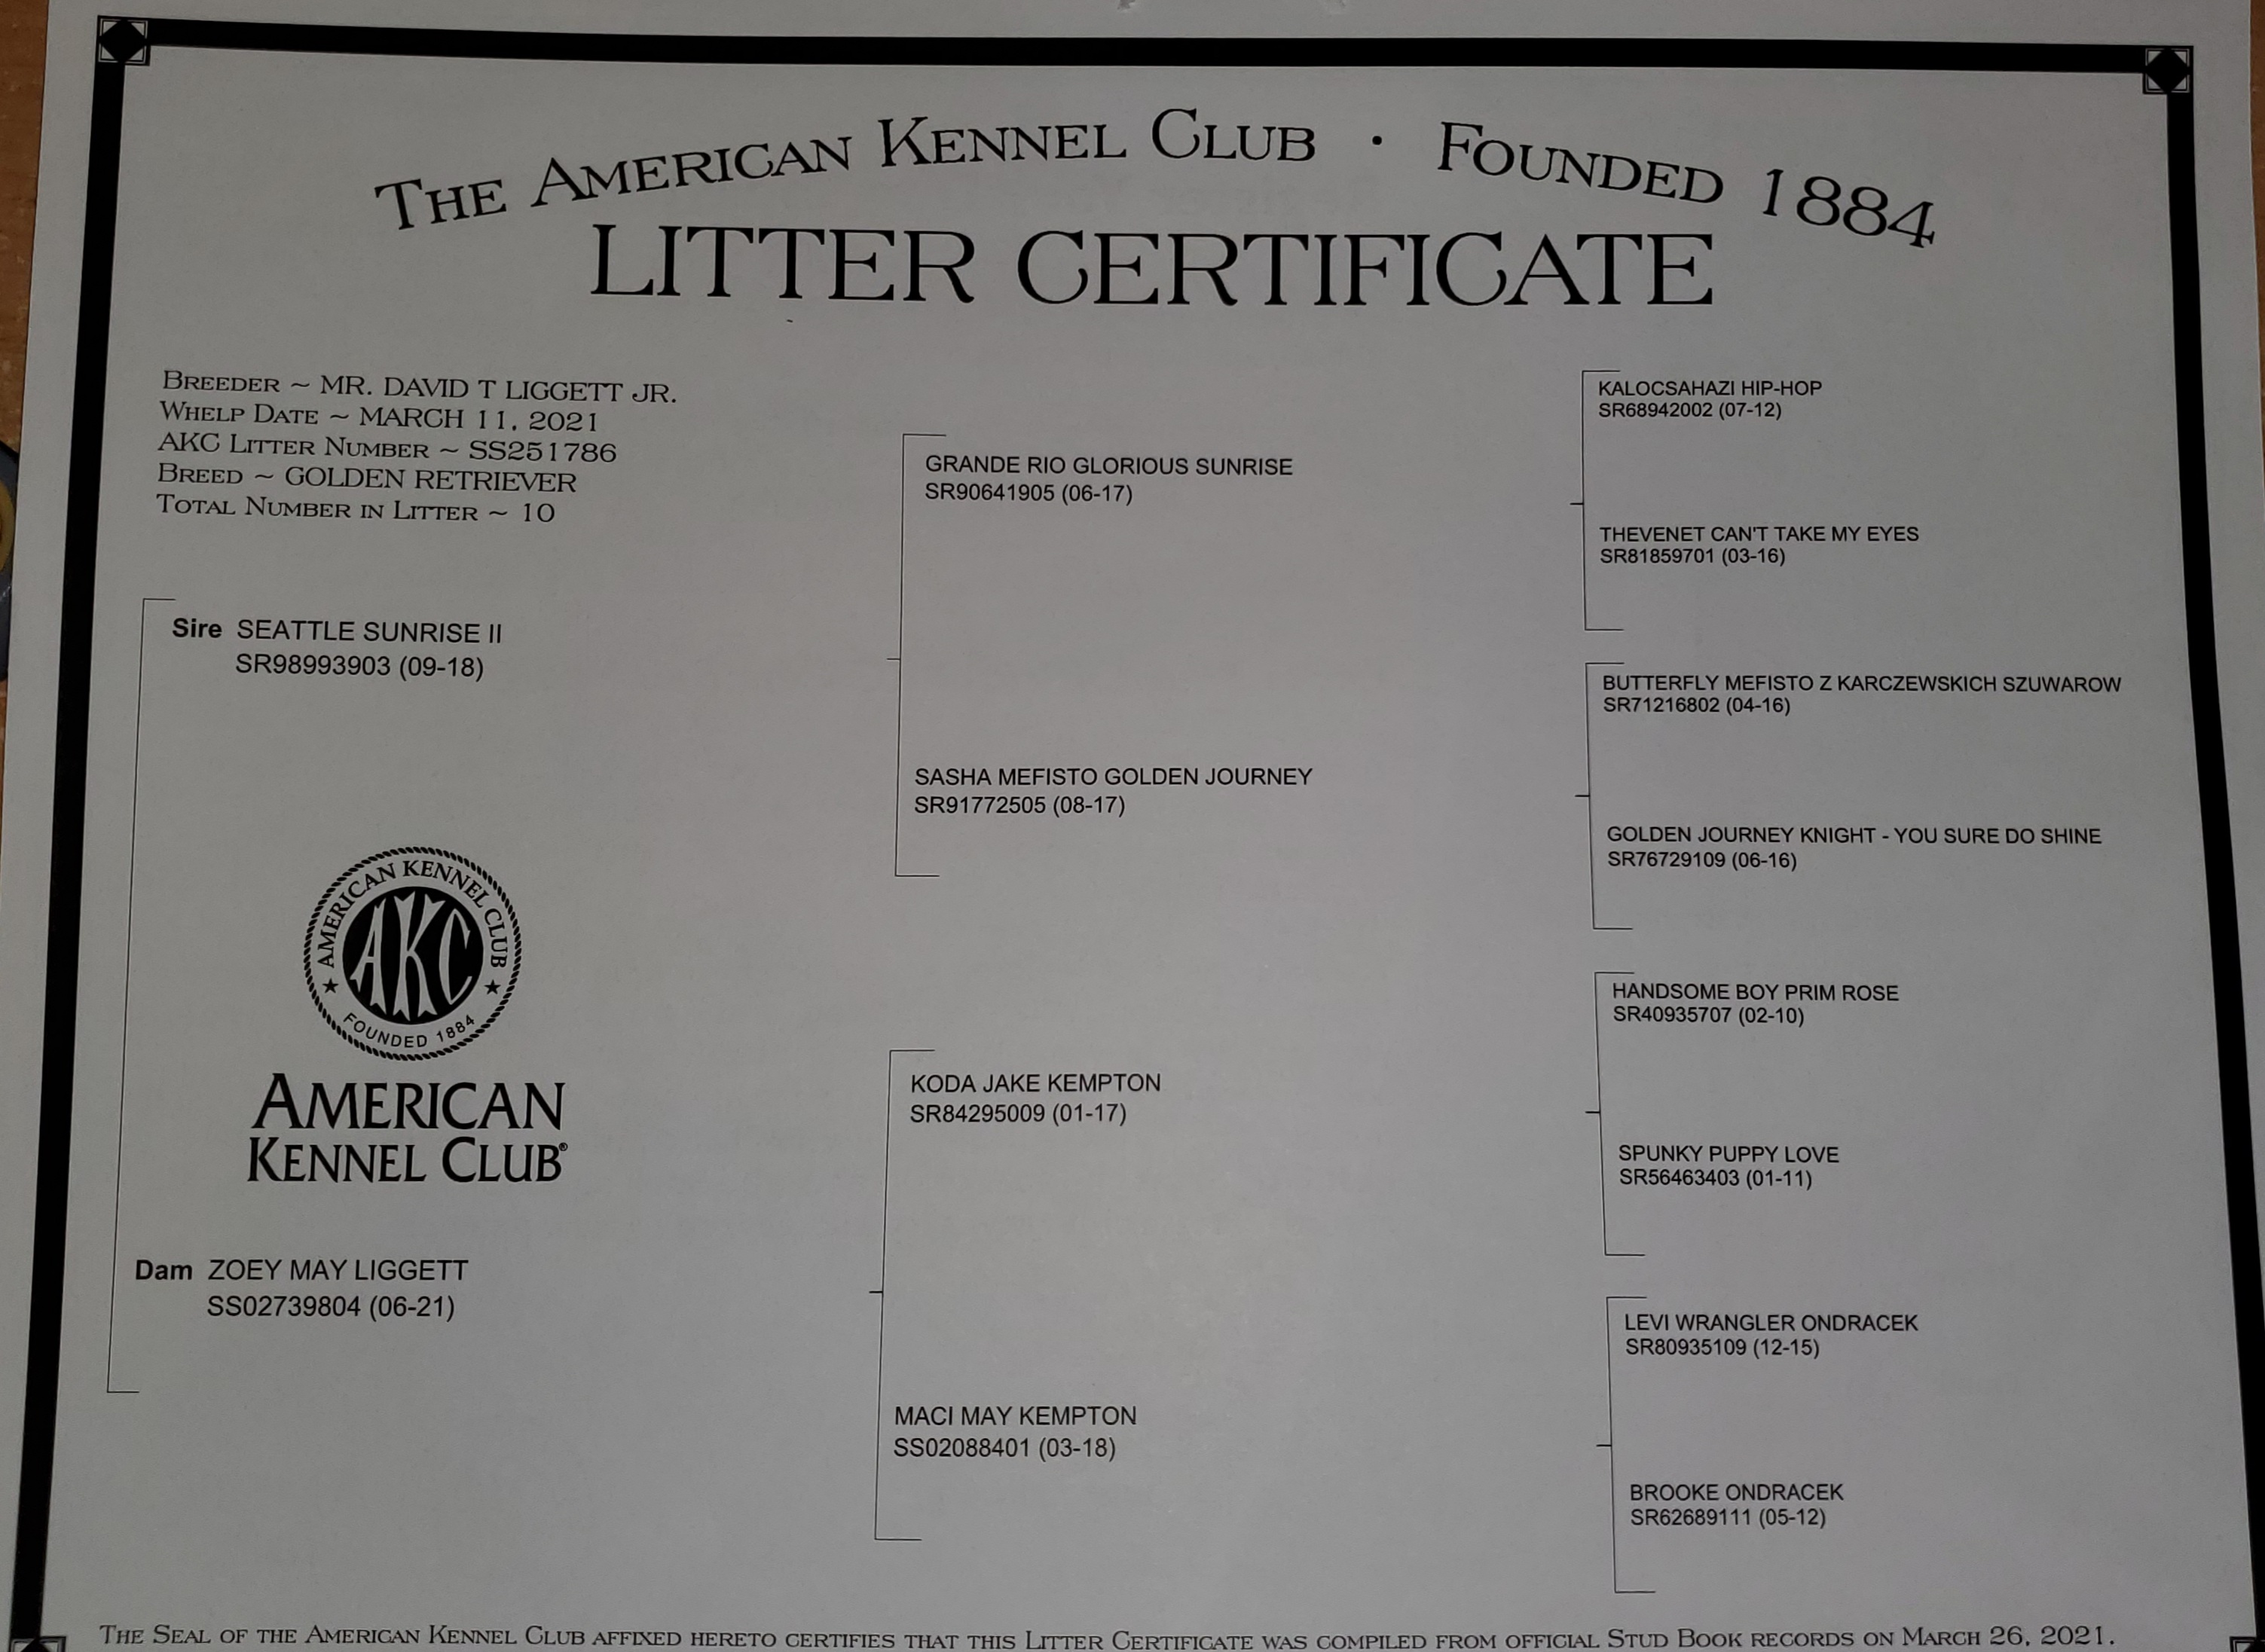 THE AMERICAN KENNEL CLUB · FOUNDED 1884
LITTER CERTIFICATE
BREEDER ~ MR. DAVID T LIGGETT JR.
WHELP DATE ~ MARCH 11, 2021
AKC LITTER NUMBER ~ SS251786
BREED ~ GOLDEN RETRIEVER
TOTAL NUMBER IN LITTER ~ 10
Sire SEATTLE SUNRISE II
SR98993903 (09-18)
AMERICAN KENNEL CLUB
AKC
FOUNDED 1884
AMERICAN
KENNEL CLUB®
Dam ZOEY MAY LIGGETT
SS02739804 (06-21)
GRANDE RIO GLORIOUS SUNRISE
SR90641905 (06-17)
SASHA MEFISTO GOLDEN JOURNEY
SR91772505 (08-17)
KODA JAKE KEMPTON
SR84295009 (01-17)
MACI MAY KEMPTON
SS02088401 (03-18)
KALOCSAHAZI HIP-HOP
SR68942002 (07-12)
THEVENET CAN'T TAKE MY EYES
SR81859701 (03-16)
BUTTERFLY MEFISTO Z KARCZEWSKICH SZUWAROW
SR71216802 (04-16)
GOLDEN JOURNEY KNIGHT - YOU SURE DO SHINE
SR76729109 (06-16)
HANDSOME BOY PRIM ROSE
SR40935707 (02-10)
SPUNKY PUPPY LOVE
SR56463403 (01-11)
LEVI WRANGLER ONDRACEK
SR80935109 (12-15)
BROOKE ONDRACEK
SR62689111 (05-12)
THE SEAL OF THE AMERICAN KENNEL CLUB AFFIXED HERETO CERTIFIES THAT THIS LITTER CERTIFICATE WAS COMPILED FROM OFFICIAL STUD BOOK RECORDS ON MARCH 26, 2021.